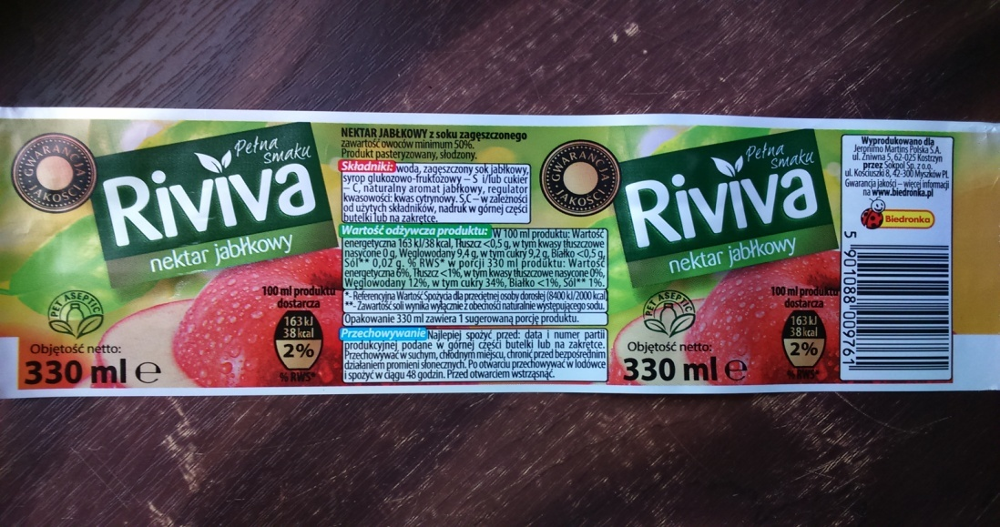 GWARANCJA JAKOŚCI
Pełna
smaku
Riviva
nektar jabłkowy
PET ASEPTIC
100 ml produktu
dostarcza
163 kJ
38 kcal
2%
% RWS*
Objętość netto:
330 ml e
NEKTAR JABŁKOWY z soku zagęszczonego
zawartość owoców minimum 50%.
Produkt pasteryzowany, słodzony.
Składniki: woda, zagęszczony sok jabłkowy,
syrop glukozowo-fruktozowy – S i/lub cukier
– C, naturalny aromat jabłkowy, regulator
kwasowości: kwas cytrynowy. S,C – w zależności
od użytych składników, nadruk w górnej części
butelki lub na zakrętce.
Wartość odżywcza produktu: W 100 ml produktu: Wartość
energetyczna 163 kJ/38 kcal, Tłuszcz <0,5 g, w tym kwasy tłuszczowe
nasycone 0 g, Węglowodany 9,4 g, w tym cukry 9,2 g, Białko <0,5 g,
Sól** 0,02 g. % RWS* w porcji 330 ml produktu: Wartość
energetyczna 6%, Tłuszcz <1%, w tym kwasy tłuszczowe nasycone 0%,
Węglowodany 12%, w tym cukry 34%, Białko <1%, Sól** 1%.
*- Referencyjna Wartość Spożycia dla przeciętnej osoby dorosłej (8400 kJ/2000 kcal)
**- Zawartość soli wynika wyłącznie z obecności naturalnie występującego sodu.
Opakowanie 330 ml zawiera 1 sugerowaną porcję produktu.
Przechowywanie Najlepiej spożyć przed: data i numer partii
produkcyjnej, podane w górnej części butelki lub na zakrętce.
Przechowywać w suchym, chłodnym miejscu, chronić przed bezpośrednim
działaniem promieni słonecznych. Po otwarciu przechowywać w lodówce
i spożyć w ciągu 48 godzin. Przed otwarciem wstrząsnąć.
GWARANCJA JAKOŚCI
Pełna
smaku
Riviva
nektar jabłkowy
PET ASEPTIC
100 ml produktu
dostarcza
163 kJ
38 kcal
2%
% RWS*
Objętość netto:
330 ml e
Wyprodukowano dla
Jeronimo Martins Polska S.A.
ul. Żniwna 5, 62-025 Kostrzyn
przez Sokpol Sp. z o.o.
ul. Kościuszki 8, 42-300 Myszków PL
Gwarancja jakości – więcej informacji
na www.biedronka.pl
Biedronka
5 901088 009761